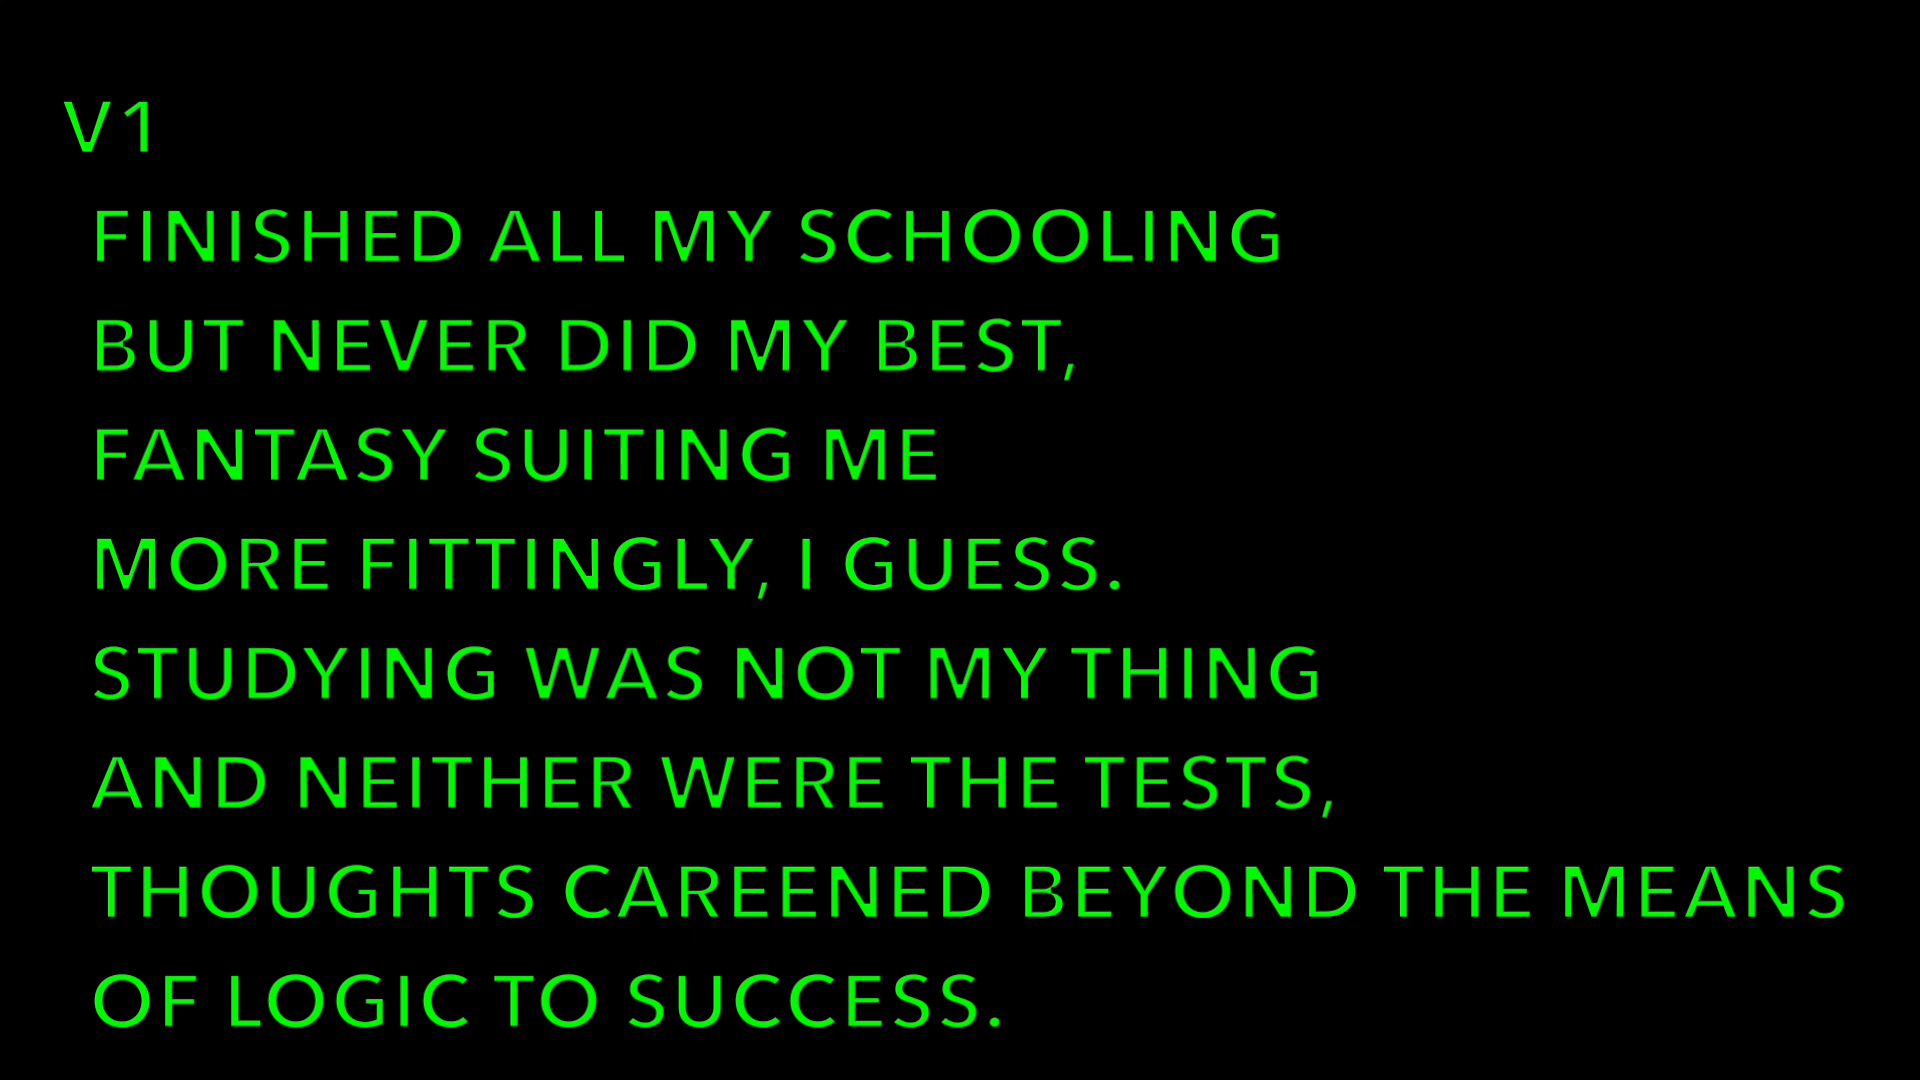 V1
FINISHED ALL MY SCHOOLING
BUT NEVER DID MY BEST,
FANTASY SUITING ME
MORE FITTINGLY, I GUESS.
STUDYING WAS NOT MY THING
AND NEITHER WERE THE TESTS,
THOUGHTS CAREENED BEYOND THE MEANS
OF LOGIC TO SUCCESS.